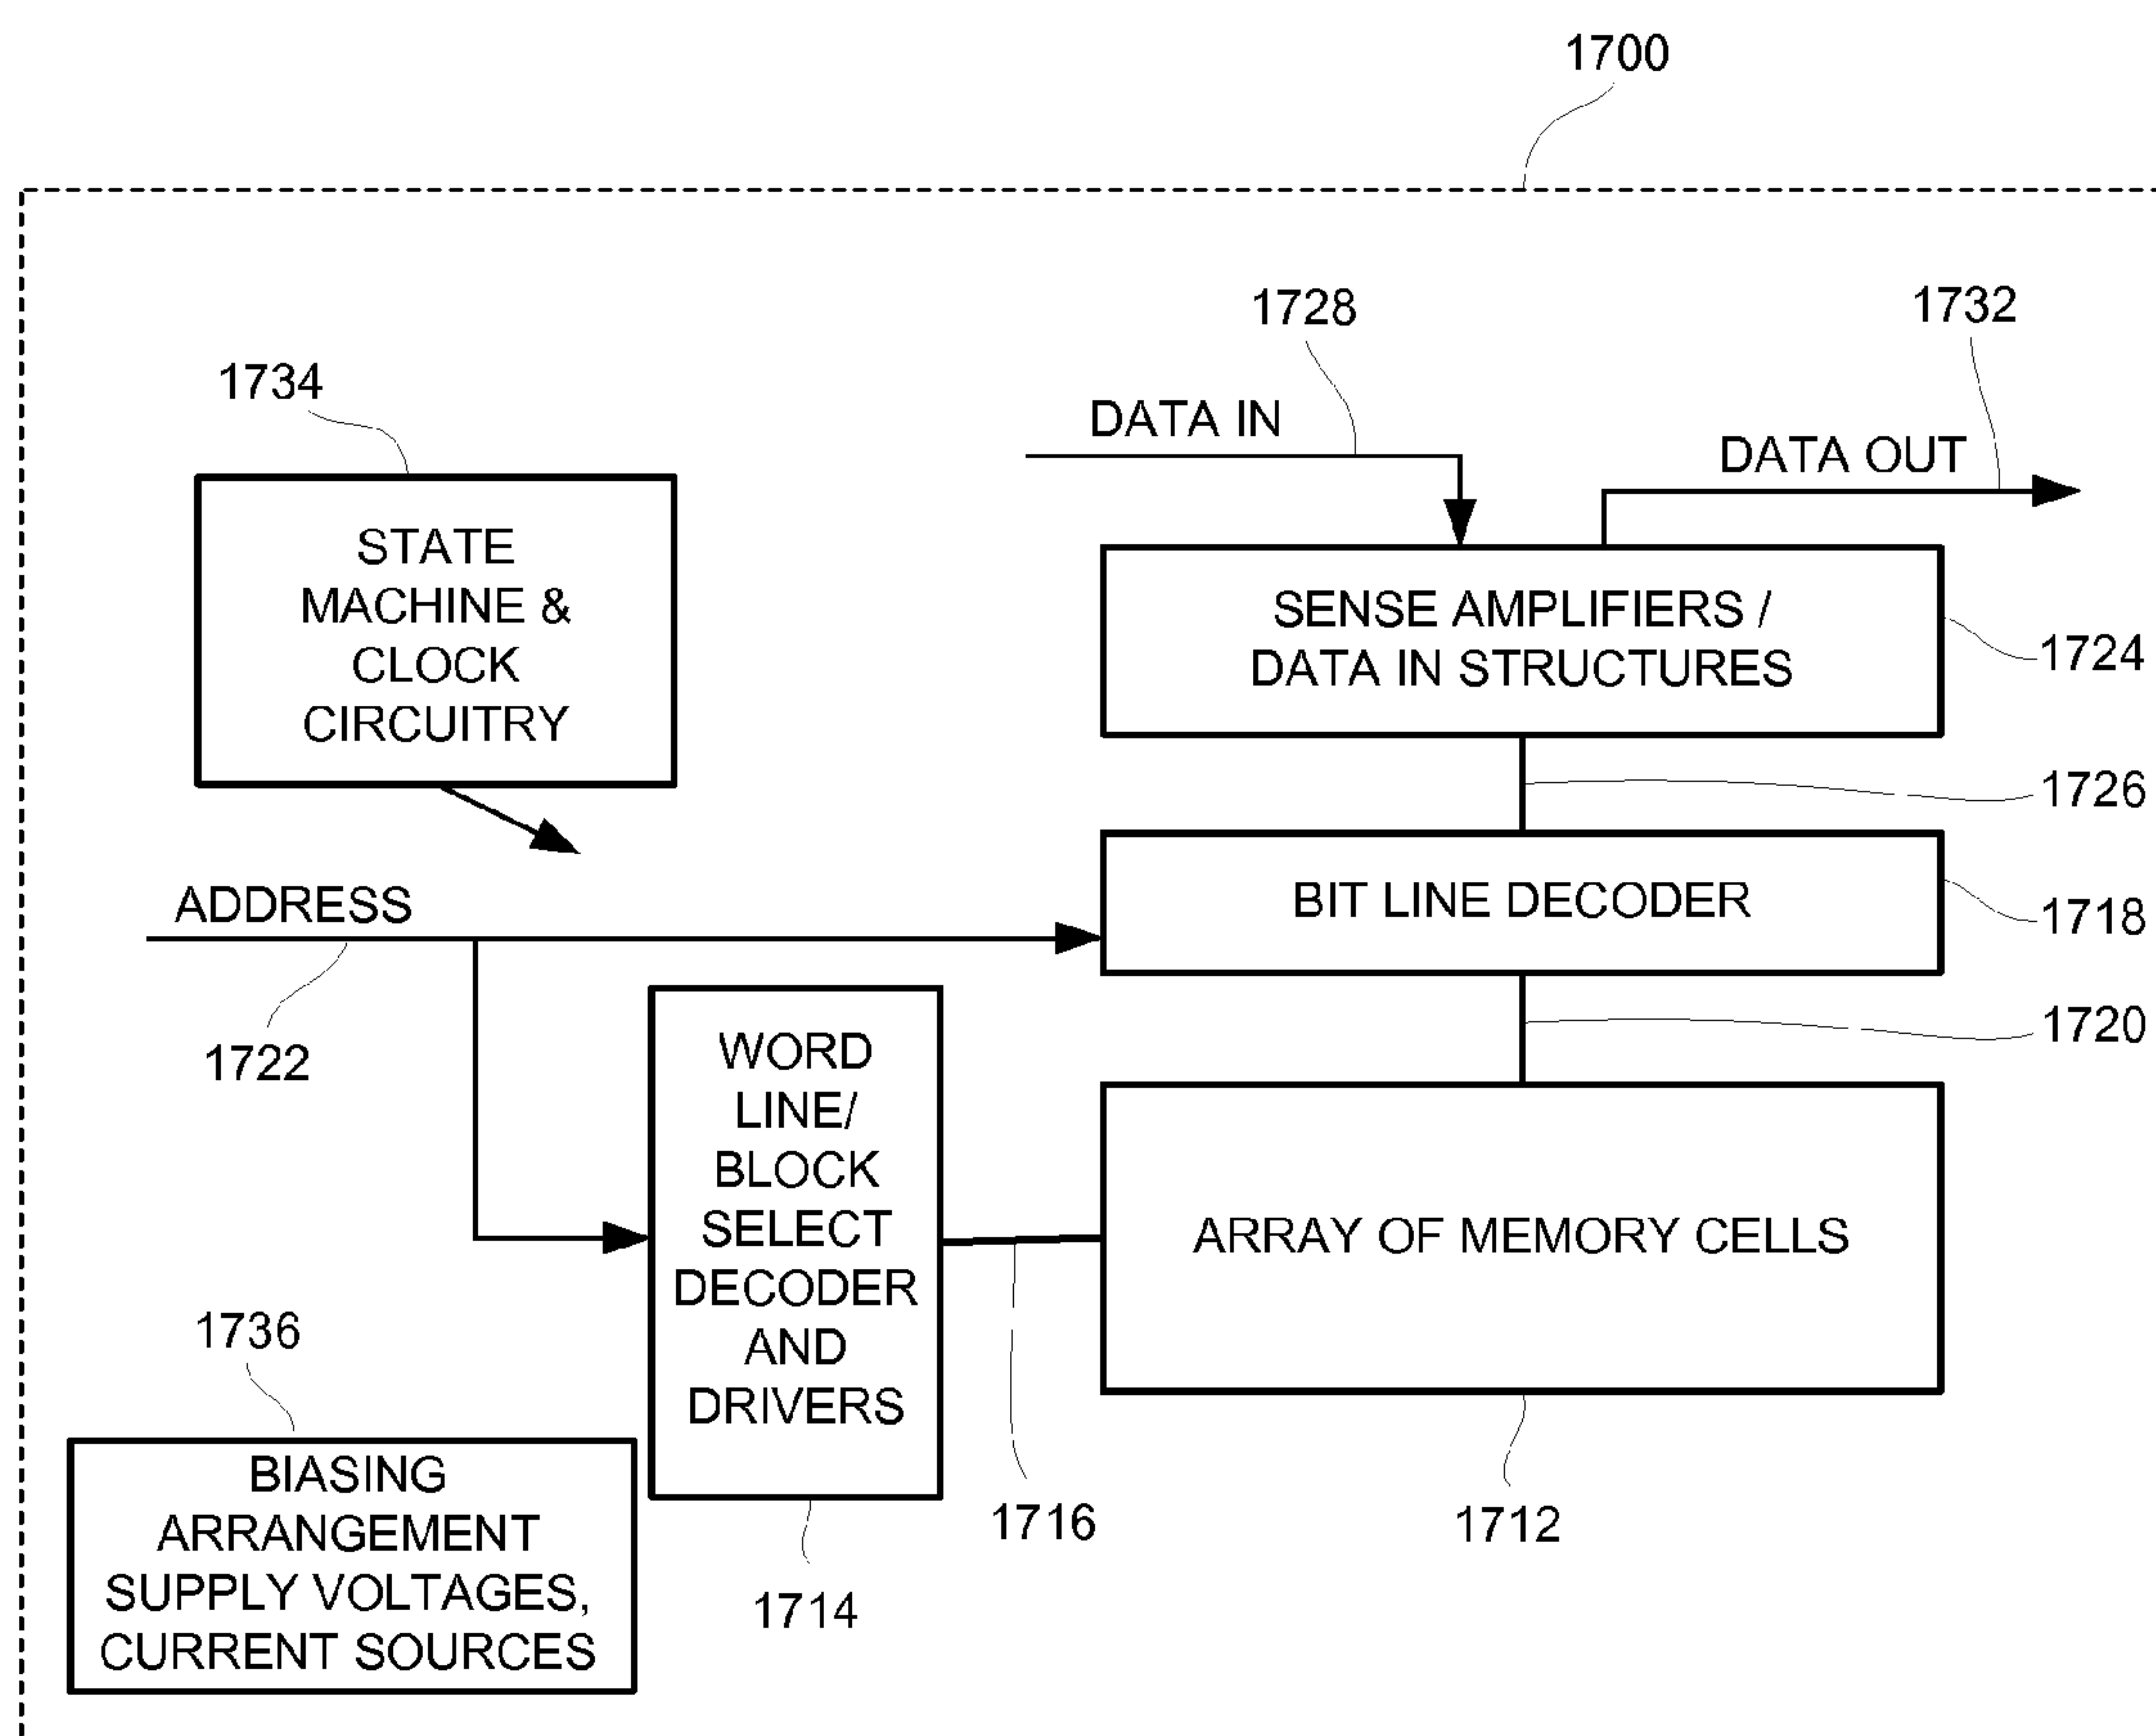 1700
1728
1732
1734
DATA IN
DATA OUT
STATE
MACHINE &
CLOCK
CIRCUITRY
SENSE AMPLIFIERS /
DATA IN STRUCTURES
1724
1726
ADDRESS
BIT LINE DECODER
1718
1722
1720
WORD
LINE/
BLOCK
SELECT
DECODER
AND
DRIVERS
ARRAY OF MEMORY CELLS
1736
BIASING
ARRANGEMENT
SUPPLY VOLTAGES,
CURRENT SOURCES
1716
1712
1714